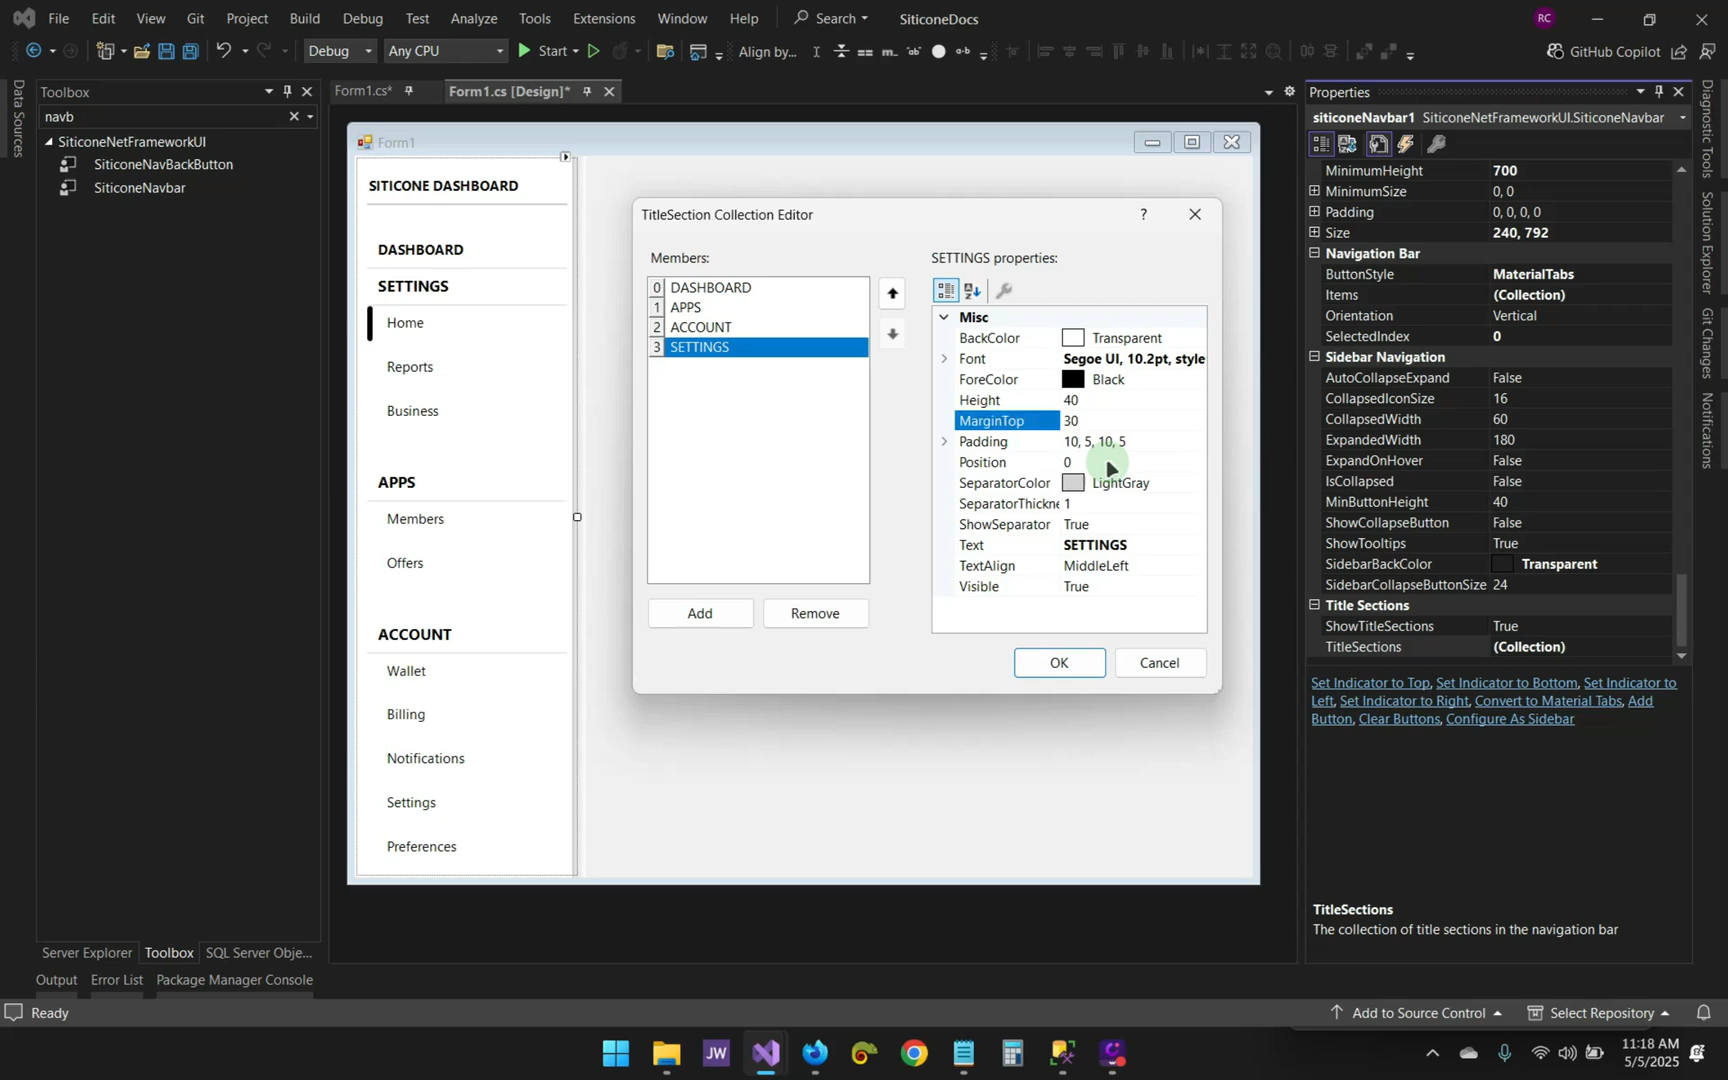 File Edit View Git Project Build Debug Test Analyze Tools Extensions Window Help Search SiticoneDocs RC
Debug Any CPU Start Align by... GitHub Copilot
Data Sources
Toolbox
navb
SiticoneNetFrameworkUI
SiticoneNavBackButton
SiticoneNavbar
Server Explorer Toolbox SQL Server Obje...
Form1.cs* Form1.cs [Design]*
Form1
SITICONE DASHBOARD
DASHBOARD
SETTINGS
Home
Reports
Business
APPS
Members
Offers
ACCOUNT
Wallet
Billing
Notifications
Settings
Preferences
TitleSection Collection Editor ?
Members:
0 DASHBOARD
1 APPS
2 ACCOUNT
3 SETTINGS
Add Remove
SETTINGS properties:
Misc
BackColor Transparent
Font Segoe UI, 10.2pt, style
ForeColor Black
Height 40
MarginTop 30
Padding 10, 5, 10, 5
Position 0
SeparatorColor LightGray
SeparatorThickne 1
ShowSeparator True
Text SETTINGS
TextAlign MiddleLeft
Visible True
OK Cancel
Properties
siticoneNavbar1 SiticoneNetFrameworkUI.SiticoneNavbar
MinimumHeight 700
MinimumSize 0, 0
Padding 0, 0, 0, 0
Size 240, 792
Navigation Bar
ButtonStyle MaterialTabs
Items (Collection)
Orientation Vertical
SelectedIndex 0
Sidebar Navigation
AutoCollapseExpand False
CollapsedIconSize 16
CollapsedWidth 60
ExpandedWidth 180
ExpandOnHover False
IsCollapsed False
MinButtonHeight 40
ShowCollapseButton False
ShowTooltips True
SidebarBackColor Transparent
SidebarCollapseButtonSize 24
Title Sections
ShowTitleSections True
TitleSections (Collection)
Set Indicator to Top, Set Indicator to Bottom, Set Indicator to
Left, Set Indicator to Right, Convert to Material Tabs, Add
Button, Clear Buttons, Configure As Sidebar
TitleSections
The collection of title sections in the navigation bar
Diagnostic Tools
Solution Explorer
Git Changes
Notifications
Output Error List Package Manager Console
Ready Add to Source Control Select Repository
JW
11:18 AM
5/5/2025